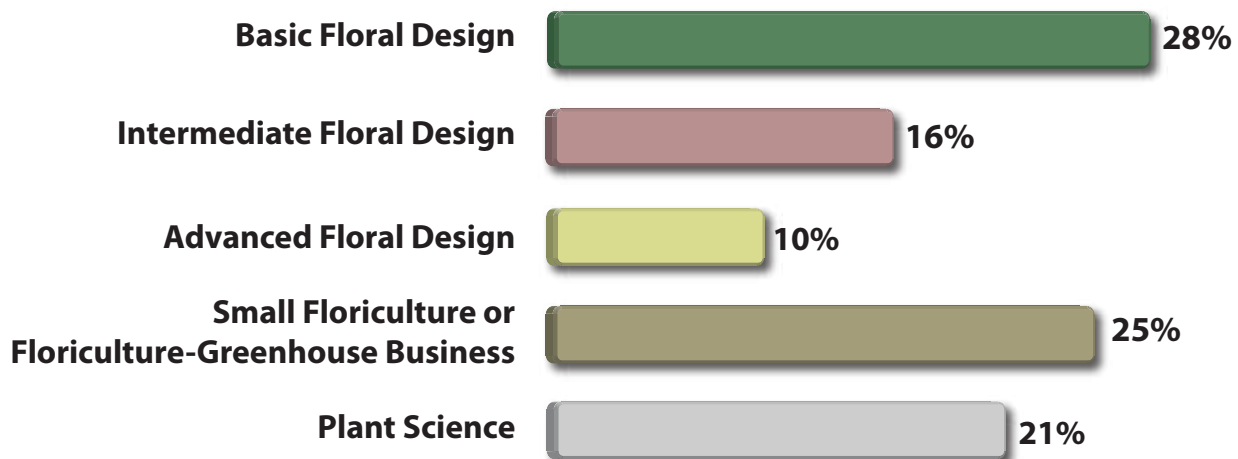 Basic Floral Design 28%
Intermediate Floral Design 16%
Advanced Floral Design 10%
Small Floriculture or
Floriculture-Greenhouse Business 25%
Plant Science 21%